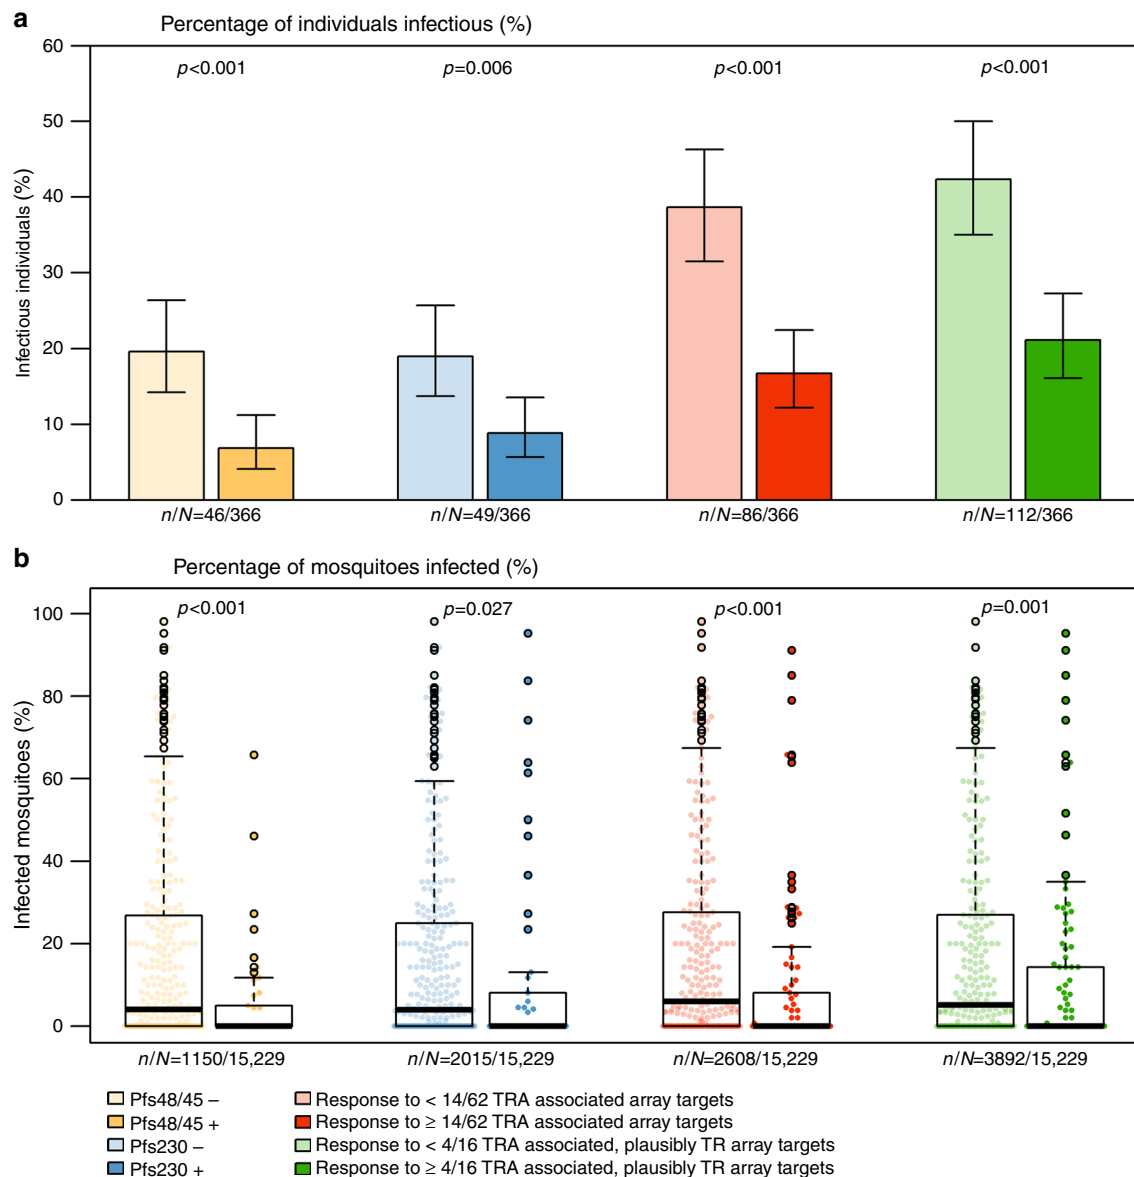 a
Percentage of individuals infectious (%)
p<0.001 p=0.006 p<0.001 p<0.001
Infectious individuals (%)
60
50
40
30
20
10
0
n/N=46/366 n/N=49/366 n/N=86/366 n/N=112/366
b
Percentage of mosquitoes infected (%)
p<0.001 p=0.027 p<0.001 p=0.001
Infected mosquitoes (%)
100
80
60
40
20
0
n/N=1150/15,229 n/N=2015/15,229 n/N=2608/15,229 n/N=3892/15,229
Pfs48/45 –
Pfs48/45 +
Pfs230 –
Pfs230 +
Response to < 14/62 TRA associated array targets
Response to ≥ 14/62 TRA associated array targets
Response to < 4/16 TRA associated, plausibly TR array targets
Response to ≥ 4/16 TRA associated, plausibly TR array targets